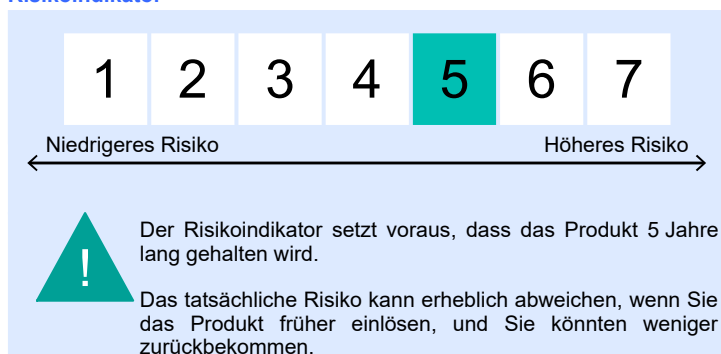 Risikoindikator
1 2 3 4 5 6 7
Niedrigeres Risiko Höheres Risiko
!
Der Risikoindikator setzt voraus, dass das Produkt 5 Jahre
lang gehalten wird.
Das tatsächliche Risiko kann erheblich abweichen, wenn Sie
das Produkt früher einlösen, und Sie könnten weniger
zurückbekommen.